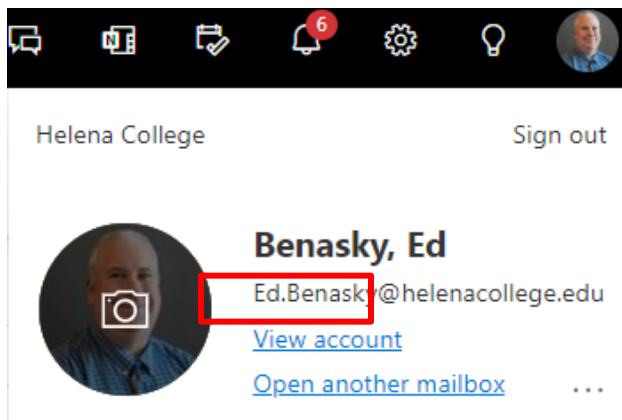 N 6
Helena College Sign out
Benasky, Ed
Ed.Benasky@helenacollege.edu
View account
Open another mailbox ...